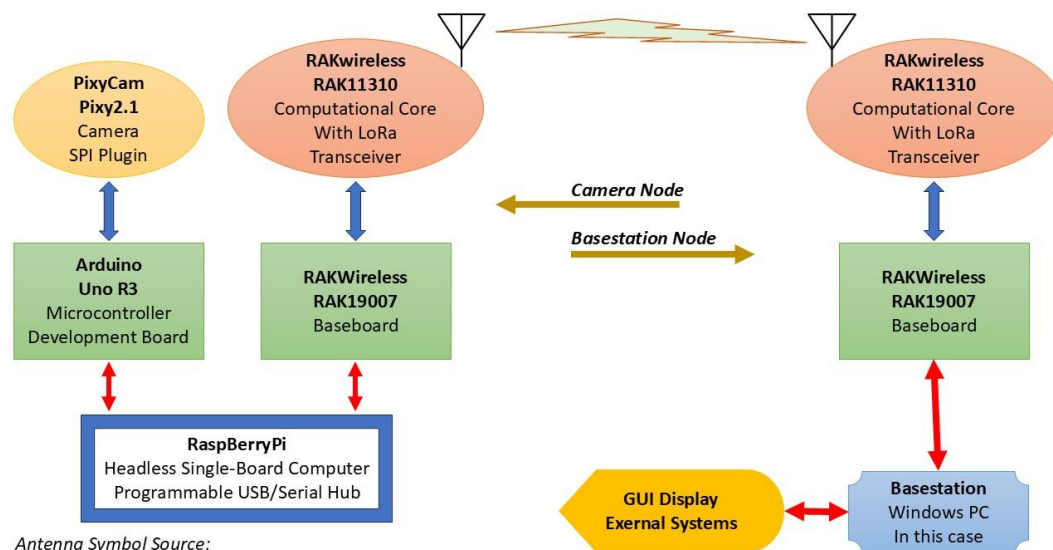 PixyCam
Pixy2.1
Camera
SPI Plugin
RAKwireless
RAK11310
Computational Core
With LoRa
Transceiver
RAKwireless
RAK11310
Computational Core
With LoRa
Transceiver
Camera Node
Basestation Node
Arduino
Uno R3
Microcontroller
Development Board
RAKWireless
RAK19007
Baseboard
RAKWireless
RAK19007
Baseboard
RaspBerryPi
Headless Single-Board Computer
Programmable USB/Serial Hub
GUI Display
Exernal Systems
Basestation
Windows PC
In this case
Antenna Symbol Source: